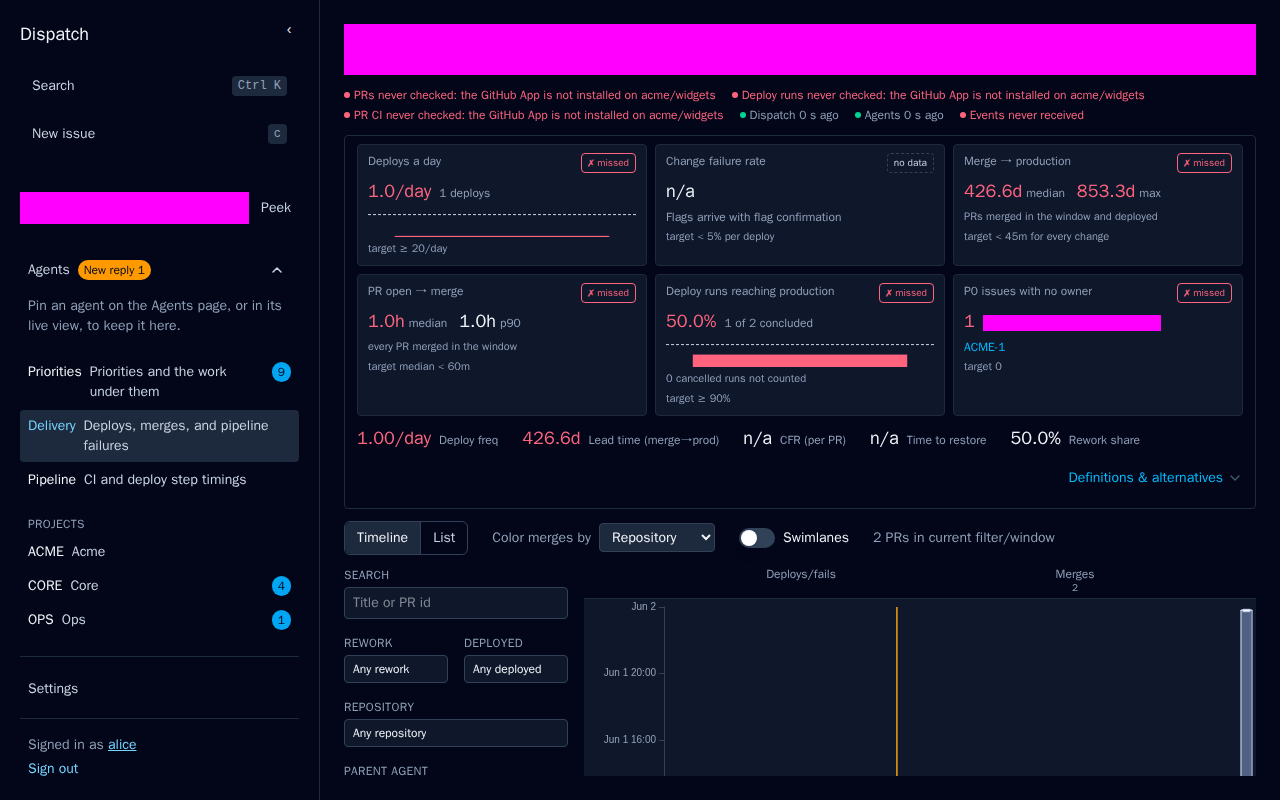 Dispatch
‹
Search
Ctrl K
New issue
C
Peek
Agents
New reply 1
Pin an agent on the Agents page, or in its
live view, to keep it here.
Priorities Priorities and the work
under them
9
Delivery Deploys, merges, and pipeline
failures
Pipeline CI and deploy step timings
PROJECTS
ACME Acme
CORE Core
4
OPS Ops
1
Settings
Signed in as alice
Sign out
PRs never checked: the GitHub App is not installed on acme/widgets
Deploy runs never checked: the GitHub App is not installed on acme/widgets
PR CI never checked: the GitHub App is not installed on acme/widgets
Dispatch 0 s ago
Agents 0 s ago
Events never received
Deploys a day
✗ missed
1.0/day 1 deploys
target ≥ 20/day
Change failure rate
no data
n/a
Flags arrive with flag confirmation
target < 5% per deploy
Merge → production
✗ missed
426.6d median 853.3d max
PRs merged in the window and deployed
target < 45m for every change
PR open → merge
✗ missed
1.0h median 1.0h p90
every PR merged in the window
target median < 60m
Deploy runs reaching production
✗ missed
50.0% 1 of 2 concluded
0 cancelled runs not counted
target ≥ 90%
P0 issues with no owner
✗ missed
1
ACME-1
target 0
1.00/day Deploy freq
426.6d Lead time (merge→prod)
n/a CFR (per PR)
n/a Time to restore
50.0% Rework share
Definitions & alternatives
Timeline
List
Color merges by
Repository
Swimlanes
2 PRs in current filter/window
SEARCH
Title or PR id
REWORK
DEPLOYED
Any rework
Any deployed
REPOSITORY
Any repository
PARENT AGENT
Deploys/fails
Merges
2
Jun 2
Jun 1 20:00
Jun 1 16:00